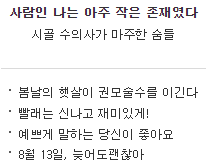 사람인 나는 아주 작은 존재였다
시골 수의사가 마주한 숨들
· 봄날의 햇살이 권모술수를 이긴다
· 빨래는 신나고 재미있게!
· 예쁘게 말하는 당신이 좋아요
· 8월 13일, 늦어도괜찮아